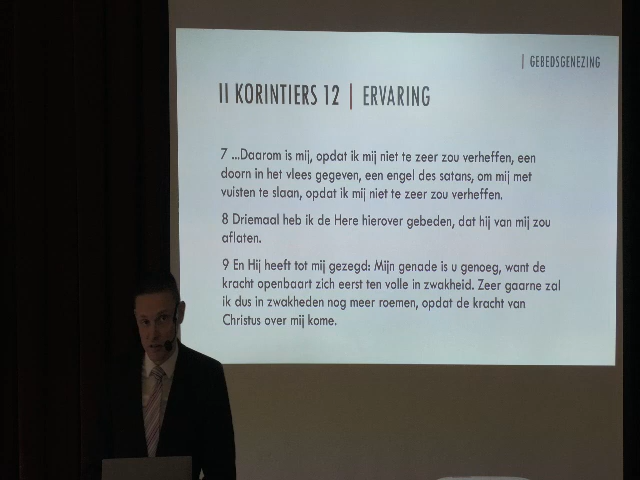 | GEBEDSGENEZING
II KORINTIERS 12 | ERVARING
7 ...Daarom is mij, opdat ik mij niet te zeer zou verheffen, een
doorn in het vlees gegeven, een engel des satans, om mij met
vuisten te slaan, opdat ik mij niet te zeer zou verheffen.
8 Driemaal heb ik de Here hierover gebeden, dat hij van mij zou
aflaten.
9 En Hij heeft tot mij gezegd: Mijn genade is u genoeg, want de
kracht openbaart zich eerst ten volle in zwakheid. Zeer gaarne zal
ik dus in zwakheden nog meer roemen, opdat de kracht van
Christus over mij kome.